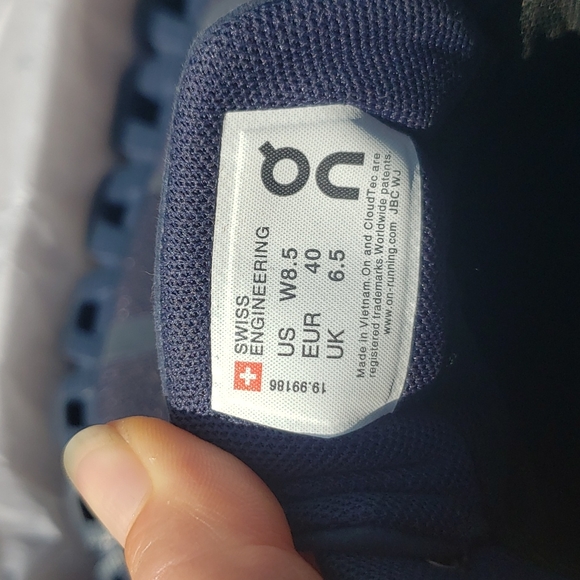 On
SWISS
ENGINEERING
US W8.5
EUR 40
UK 6.5
Made in Vietnam.On and CloudTec are
registered trademarks.Worldwide patents.
www.on-running.com JBC WJ
19.99186